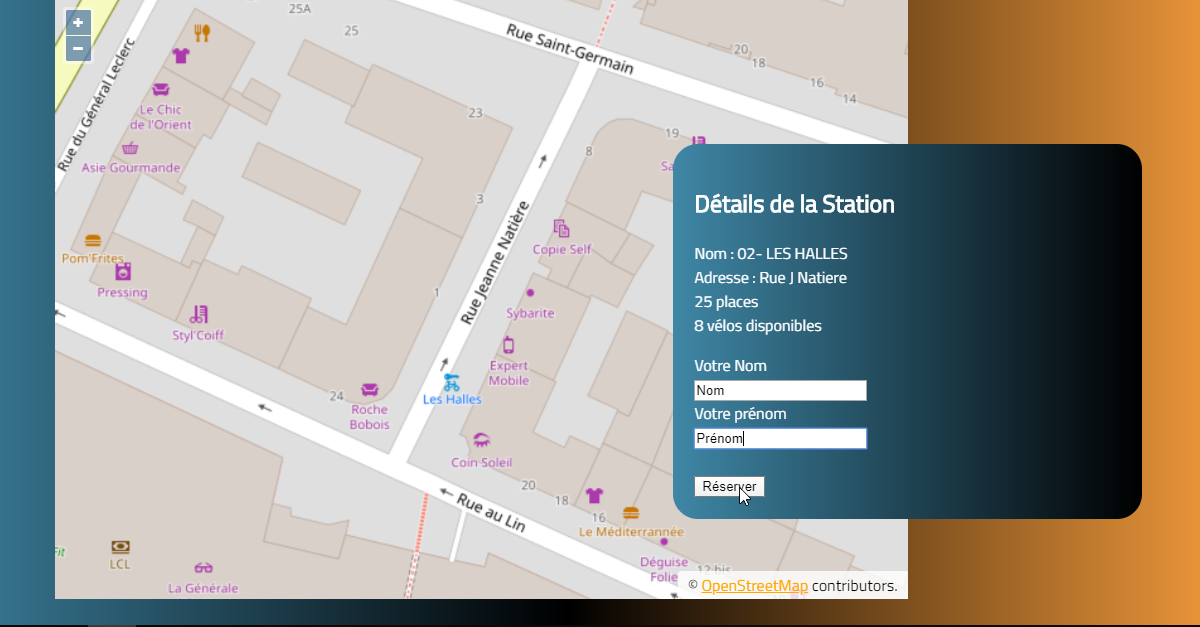 25A
25
Rue Saint-Germain
20
18
16
14
+
−
Rue du Général Leclerc
Le Chic
de l'Orient
Asie Gourmande
23
19
8
3
Sa
Pom'Frites
Pressing
Styl'Coiff
1
Rue Jeanne Natière
Copie Self
Sybarite
Expert
Mobile
Les Halles
24
Roche
Bobois
Coin Soleil
20
18
16
Rue au Lin
Le Méditerrannée
Déguise
Folie
12 bis
Fit
LCL
La Générale
Détails de la Station
Nom : 02- LES HALLES
Adresse : Rue J Natiere
25 places
8 vélos disponibles
Votre Nom
Nom
Votre prénom
Prénom
Réserver
© OpenStreetMap contributors.